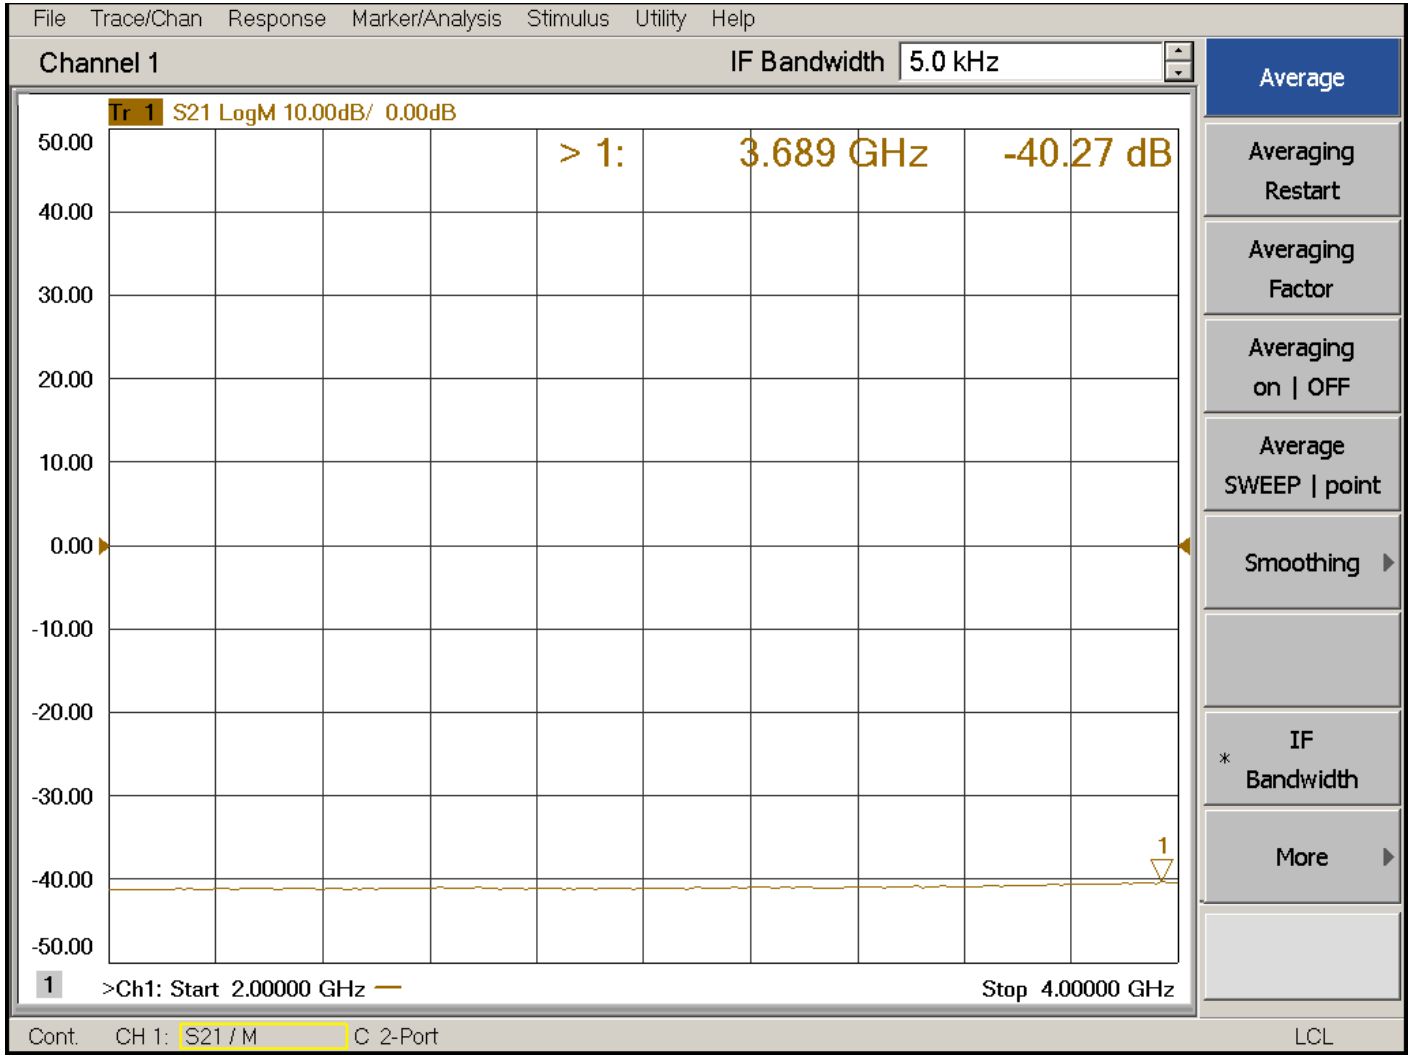 File Trace/Chan Response Marker/Analysis Stimulus Utility Help
Channel 1
IF Bandwidth 5.0 kHz
Tr 1 S21 LogM 10.00dB/ 0.00dB
> 1: 3.689 GHz -40.27 dB
50.00
40.00
30.00
20.00
10.00
0.00
-10.00
-20.00
-30.00
-40.00
-50.00
1
1 >Ch1: Start 2.00000 GHz
Stop 4.00000 GHz
Cont. CH 1: S21 / M C 2-Port LCL
Average
Averaging
Restart
Averaging
Factor
Averaging
on | OFF
Average
SWEEP | point
Smoothing
* IF
Bandwidth
More